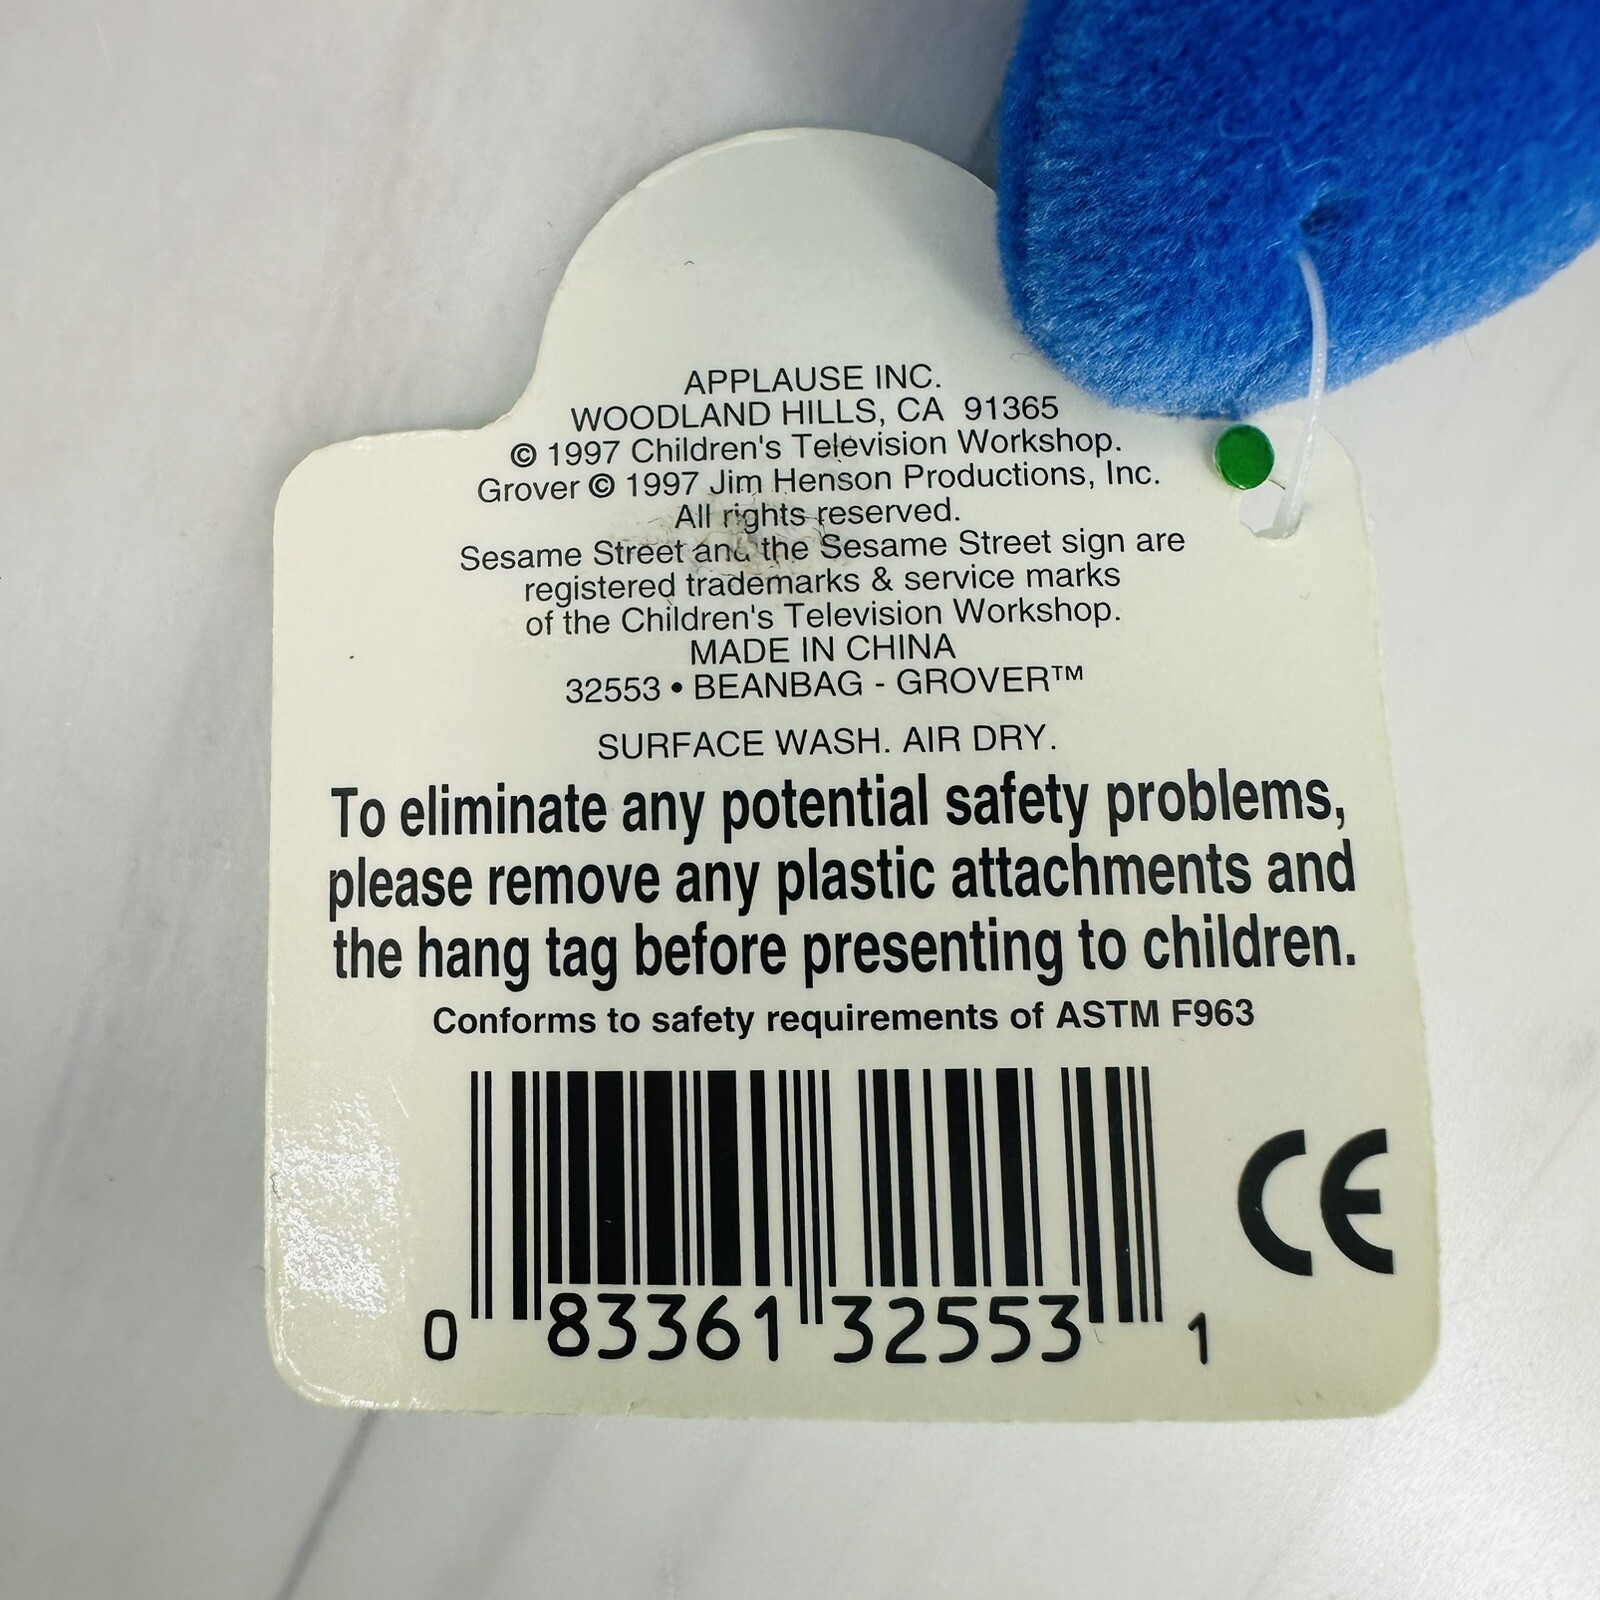 APPLAUSE INC.
WOODLAND HILLS, CA 91365
© 1997 Children's Television Workshop.
Grover © 1997 Jim Henson Productions, Inc.
All rights reserved.
Sesame Street and the Sesame Street sign are
registered trademarks & service marks
of the Children's Television Workshop.
MADE IN CHINA
32553 • BEANBAG - GROVER™
SURFACE WASH. AIR DRY.
To eliminate any potential safety problems,
please remove any plastic attachments and
the hang tag before presenting to children.
Conforms to safety requirements of ASTM F963
CE
0 83361 32553 1